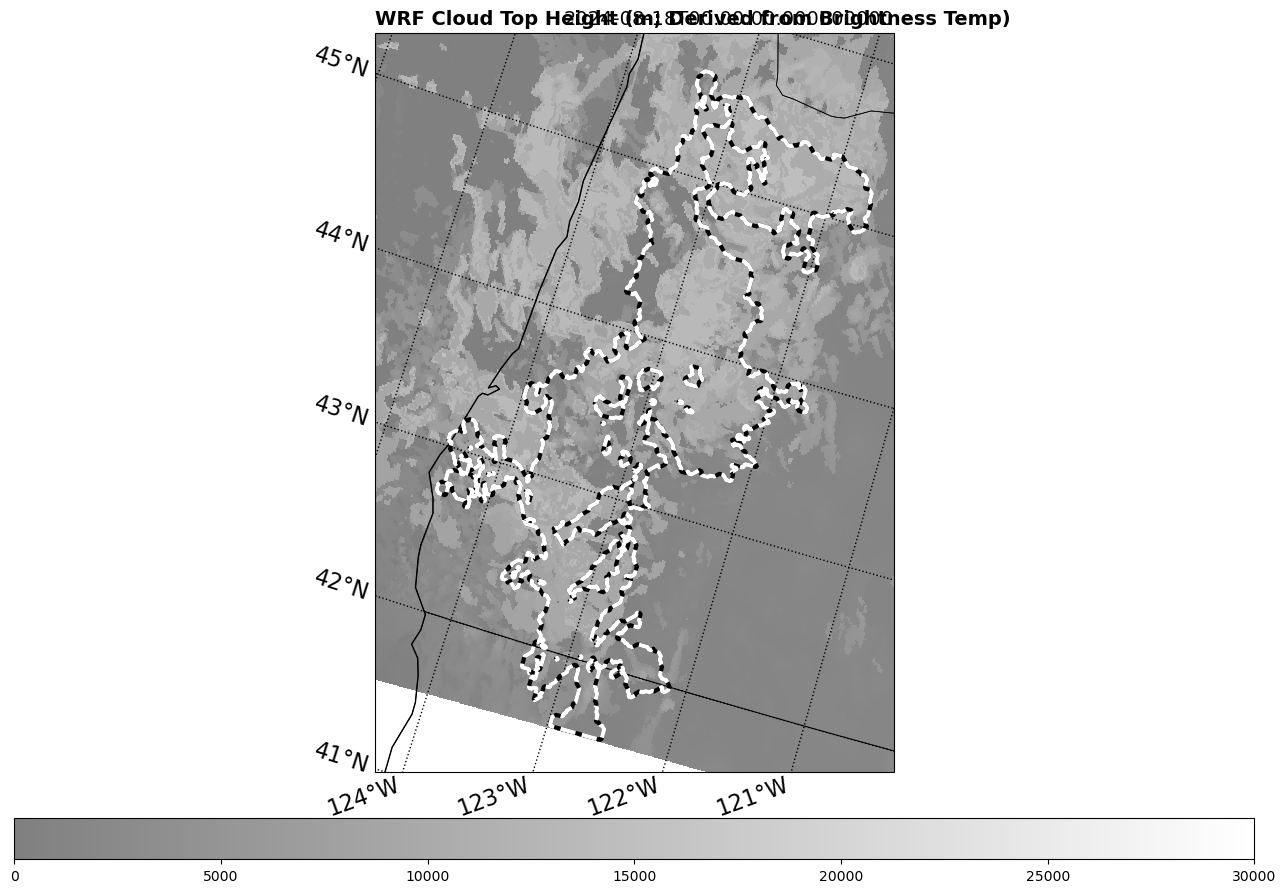 WRF Cloud Top Height (m, Derived from Brightness Temp)
45°N
44°N
43°N
42°N
41°N
124°W 123°W 122°W 121°W
0 5000 10000 15000 20000 25000 30000